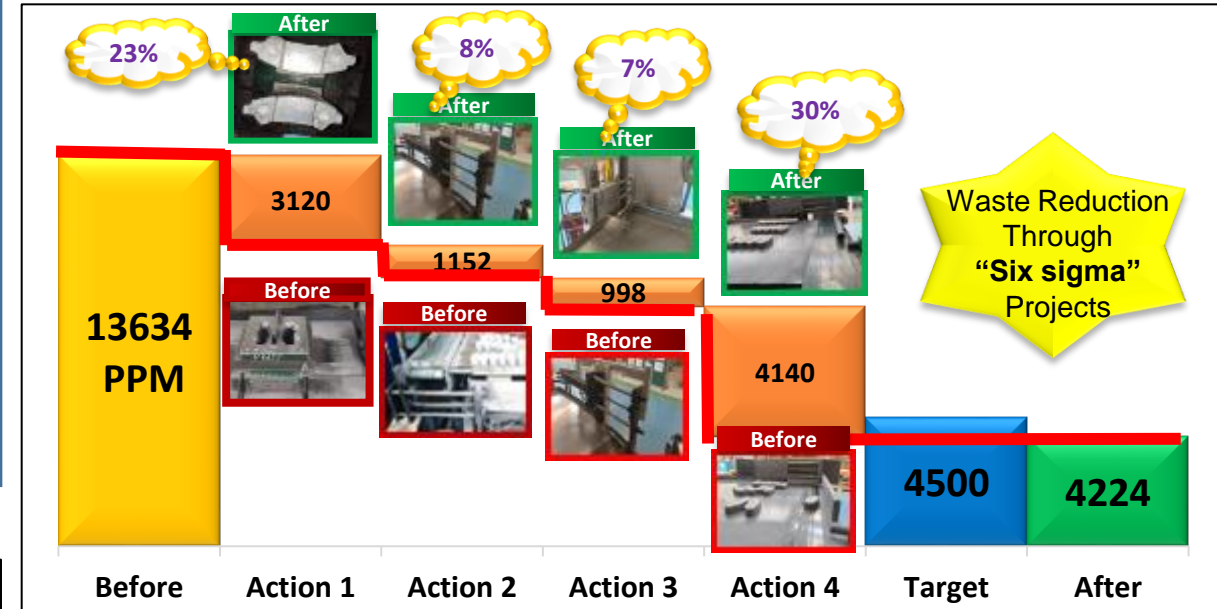 After
23%
8%
7%
After
After
30%
After
3120
1152
998
4140
13634
PPM
Before
Before
Before
Before
Waste Reduction
Through
“Six sigma”
Projects
4500
4224
Before
Action 1
Action 2
Action 3
Action 4
Target
After